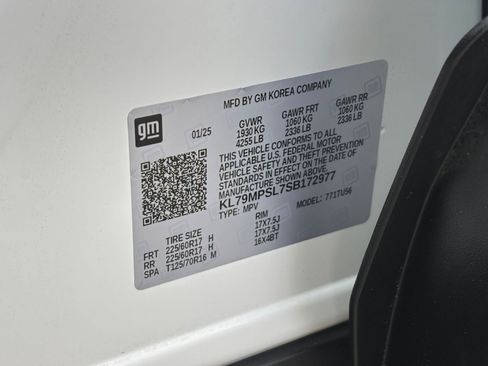 MFD BY GM KOREA COMPANY
gm
01/25
GVWR GAWR FRT GAWR RR
1930 KG 1060 KG 1060 KG
4255 LB 2336 LB 2336 LB
THIS VEHICLE CONFORMS TO ALL
APPLICABLE U.S. FEDERAL MOTOR
VEHICLE SAFETY AND THEFT PREVENTION
STANDARDS IN EFFECT ON THE DATE OF
MANUFACTURE SHOWN ABOVE.
KL79MPSL7SB172977
TYPE: MPV MODEL: 771TU56
TIRE SIZE RIM
FRT 225/60R17 H 17X7.5J
RR 225/60R17 H 17X7.5J
SPA T125/70R16 M 16X4BT